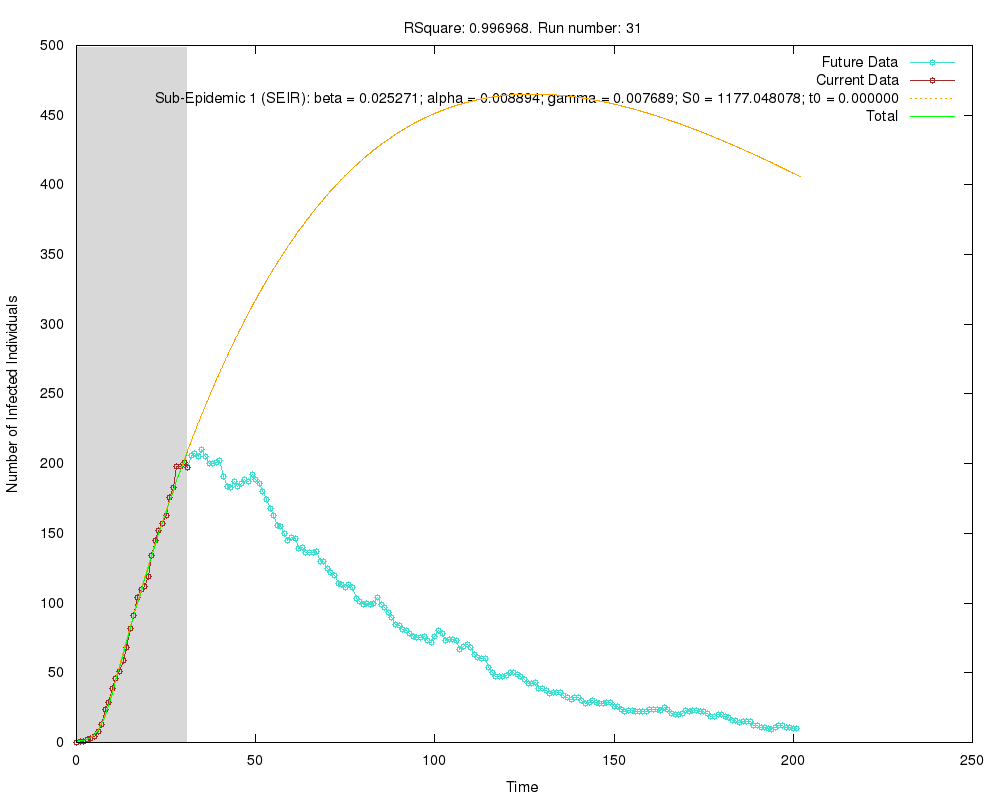 RSquare: 0.996968. Run number: 31
500
450
400
350
300
250
200
150
100
50
0
Number of Infected Individuals
Future Data
Current Data
Sub-Epidemic 1 (SEIR): beta = 0.025271; alpha = 0.008894; gamma = 0.007689; S0 = 1177.048078; t0 = 0.000000
Total
0 50 100 150 200 250
Time